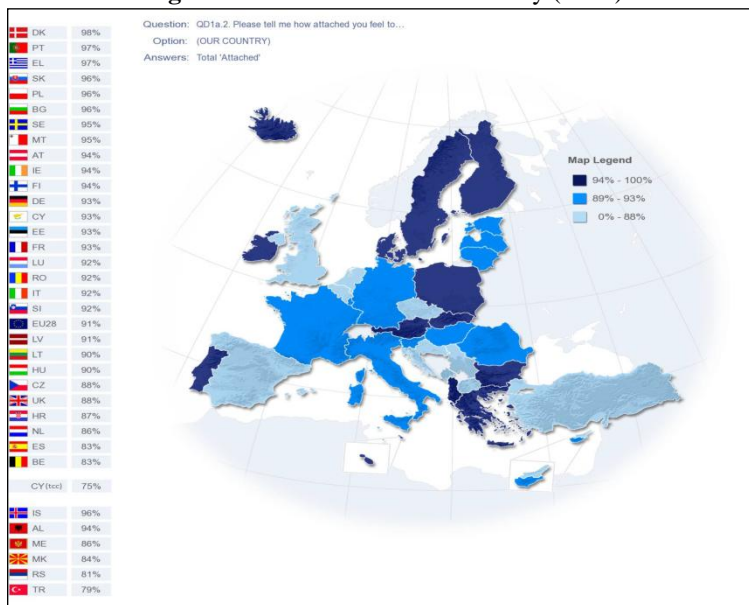 Question: QD1a.2. Please tell me how attached you feel to…
Option: (OUR COUNTRY)
Answers: Total 'Attached'
DK 98%
PT 97%
EL 97%
SK 96%
PL 96%
BG 96%
SE 95%
MT 95%
AT 94%
IE 94%
FI 94%
DE 93%
CY 93%
EE 93%
FR 93%
LU 92%
RO 92%
IT 92%
SI 92%
EU28 91%
LV 91%
LT 90%
HU 90%
CZ 88%
UK 88%
HR 87%
NL 86%
ES 83%
BE 83%
CY(tcc) 75%
IS 96%
AL 94%
ME 86%
MK 84%
RS 81%
TR 79%
Map Legend
94% - 100%
89% - 93%
0% - 88%